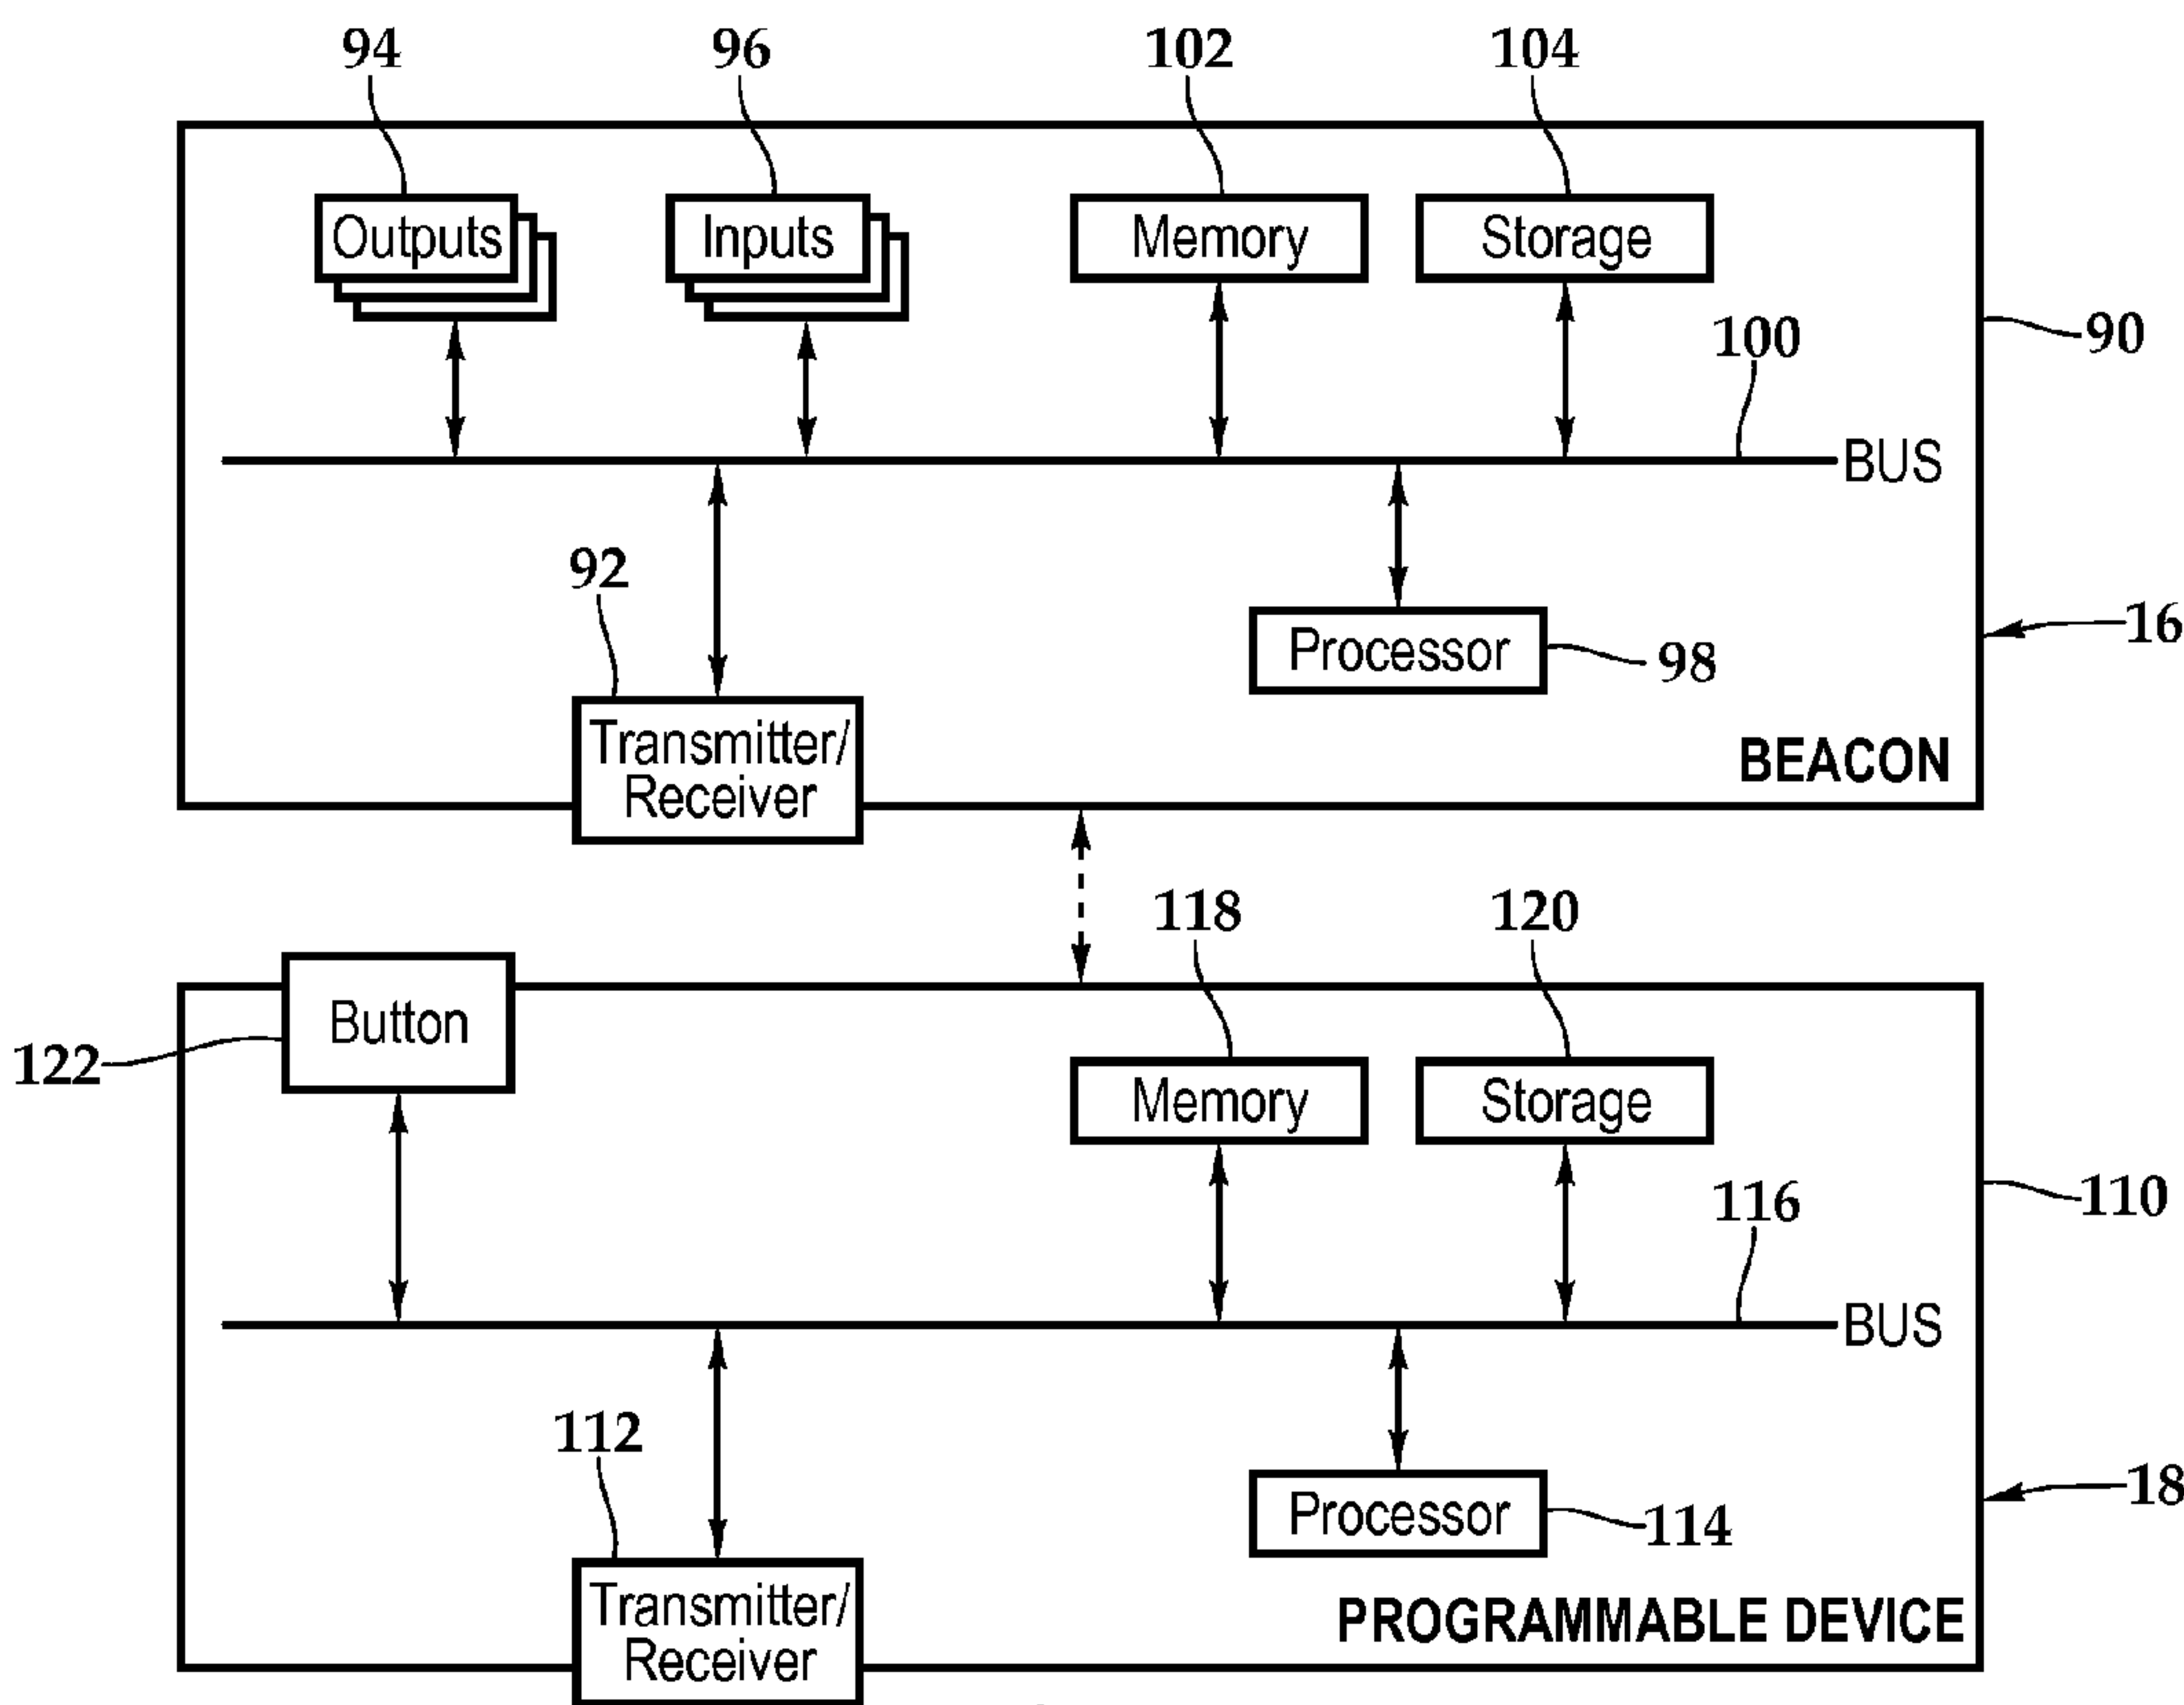 94
96
102
104
Outputs
Inputs
Memory
Storage
100
90
BUS
92
16
Processor
98
Transmitter/
Receiver
BEACON
118
120
Button
122
Memory
Storage
110
116
BUS
112
18
Processor
114
Transmitter/
Receiver
PROGRAMMABLE DEVICE